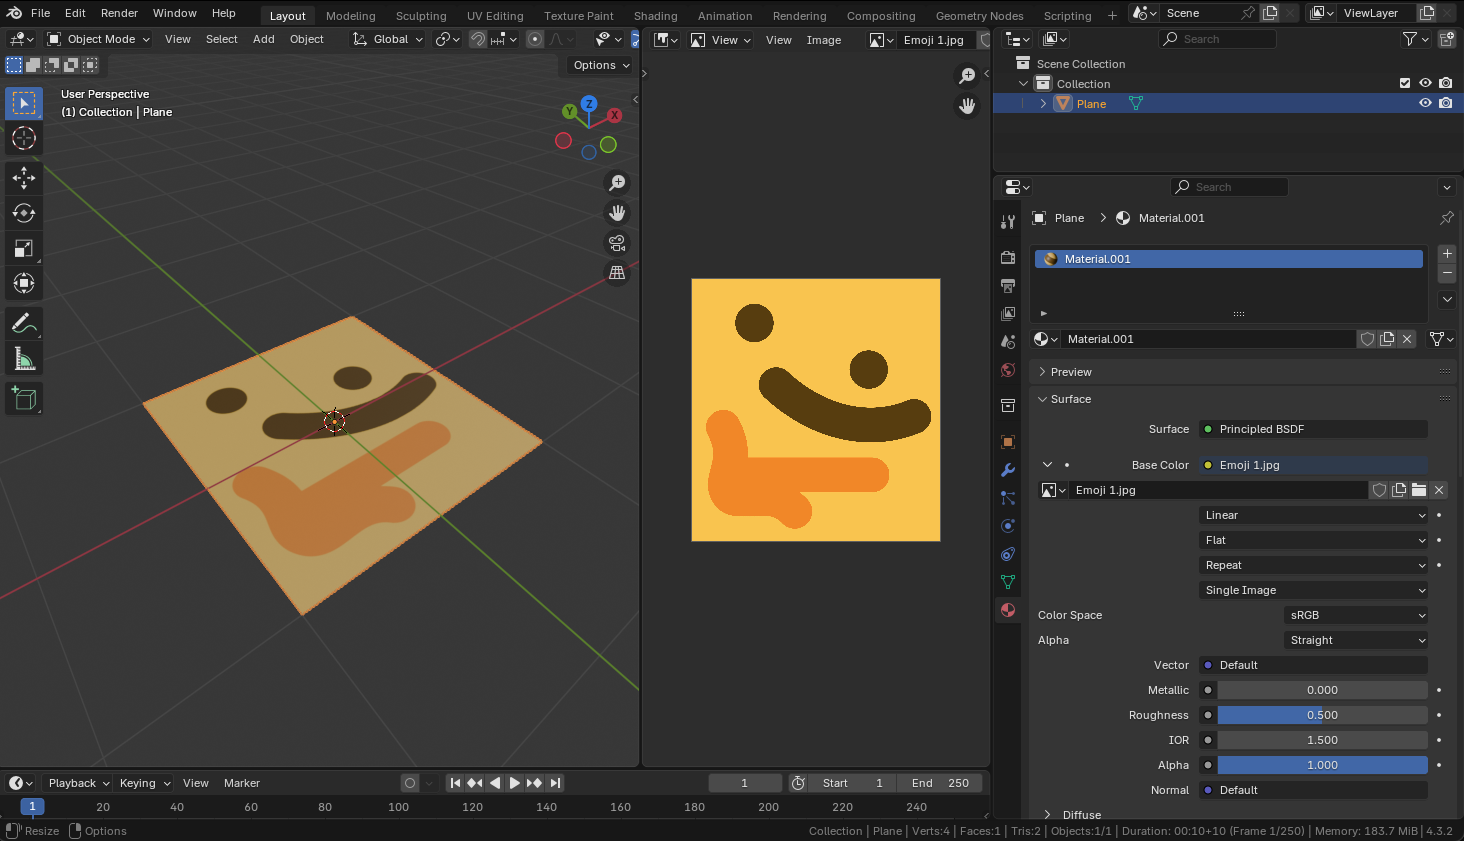 File Edit Render Window Help Layout Modeling Sculpting UV Editing Texture Paint Shading Animation Rendering Compositing Geometry Nodes Scripting + Scene ViewLayer
Object Mode View Select Add Object Global View View Image Emoji 1.jpg Search
Options
User Perspective
(1) Collection | Plane
Z
Y
X
Scene Collection
Collection
Plane
Search
Plane > Material.001
Material.001
Material.001
Preview
Surface
Surface Principled BSDF
Base Color Emoji 1.jpg
Emoji 1.jpg
Linear
Flat
Repeat
Single Image
Color Space sRGB
Alpha Straight
Vector Default
Metallic 0.000
Roughness 0.500
IOR 1.500
Alpha 1.000
Normal Default
Diffuse
Playback Keying View Marker 1 Start 1 End 250
1 20 40 60 80 100 120 140 160 180 200 220 240
Resize Options Collection | Plane | Verts:4 | Faces:1 | Tris:2 | Objects:1/1 | Duration: 00:10+10 (Frame 1/250) | Memory: 183.7 MiB | 4.3.2